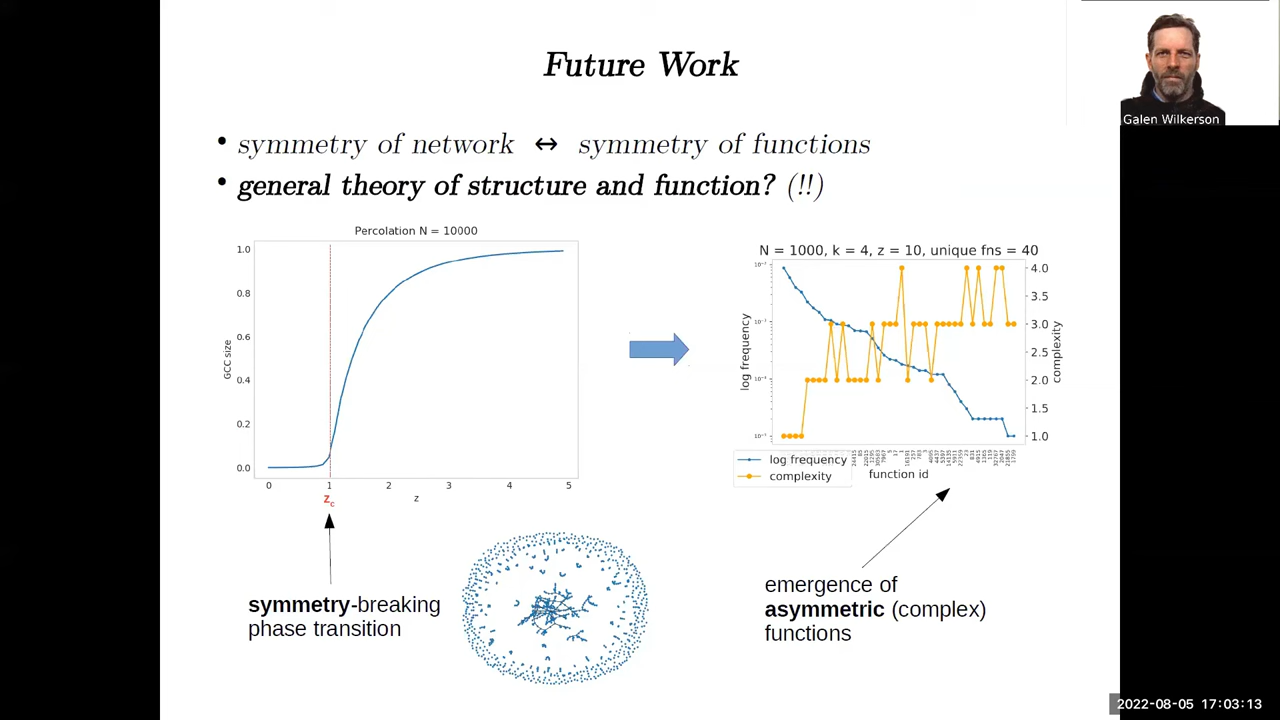 Future Work
Galen Wilkerson
• symmetry of network ↔ symmetry of functions
• general theory of structure and function? (!!)
Percolation N = 10000
1.0
0.8
0.6
0.4
0.2
0.0
GCC size
0 1 2 3 4 5
Zc
z
N = 1000, k = 4, z = 10, unique fns = 40
log frequency
4.0
3.5
3.0
2.5
2.0
1.5
1.0
complexity
log frequency
complexity
function id
symmetry-breaking
phase transition
emergence of
asymmetric (complex)
functions
2022-08-05 17:03:13